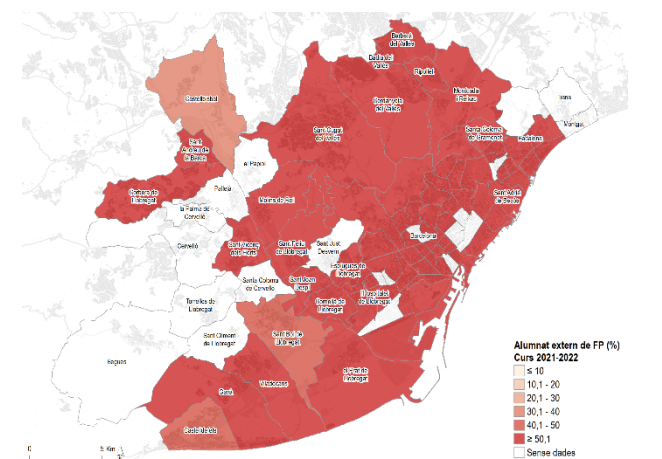 Barberà
del Vallès
Badia del
Vallès
Ripollet
Castellbisbal
Cerdanyola
del Vallès
Montcada
i Reixac
Tiana
Montgat
Sant Cugat
del Vallès
Santa Coloma
de Gramenet
Badalona
Sant
Andreu de
la Barca
el Papiol
Corbera de
Llobregat
Pallejà
Molins de Rei
Sant Adrià
de Besòs
la Palma de
Cervelló
Cervelló
Sant Vicenç
dels Horts
Sant Feliu
de Llobregat
Sant Just
Desvern
Barcelona
Esplugues de
Llobregat
Santa Coloma
de Cervelló
Sant Joan
Despí
l'Hospitalet
de Llobregat
Cornellà de
Llobregat
Torrelles de
Llobregat
Sant Climent
de Llobregat
Sant Boi de
Llobregat
Begues
el Prat de
Llobregat
Viladecans
Gavà
Castelldefels
0 5 Km
Alumnat extern de FP (%)
Curs 2021-2022
≤ 10
10,1 - 20
20,1 - 30
30,1 - 40
40,1 - 50
≥ 50,1
Sense dades